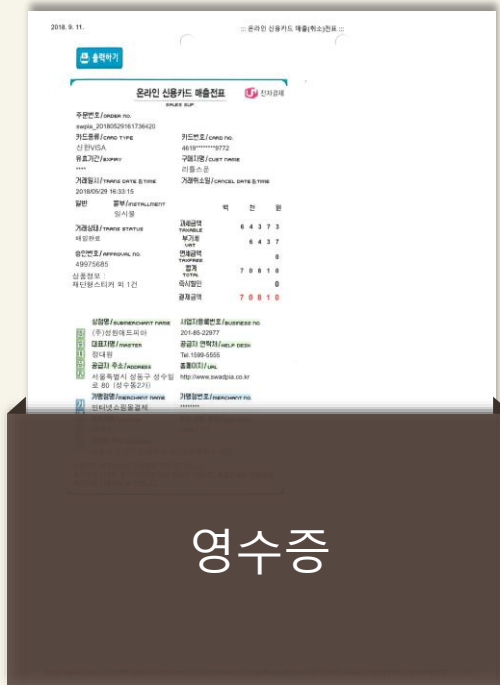 2018. 9. 11.
::: 온라인 신용카드 매출(취소)전표 :::
출력하기
온라인 신용카드 매출전표
SALES SLIP
U+ 전자결제
주문번호/ORDER NO.
swpia_20180529161736420
카드종류/CARD TYPE 카드번호/CARD NO.
신한VISA 4619********9772
유효기간/EXPIRY 구매자명/CUST NAME
**** 리틀스운
거래일시/TRANS DATE &TIME 거래취소일/CANCEL DATE &TIME
2018/05/29 16:33:15
일반 할부/INSTALLMENT 백 천 원
일시불
거래상태/TRANS STATUS 과세금액 TAXABLE 6 4 3 7 3
매입완료 부가세 VAT 6 4 3 7
승인번호/APPROVAL NO. 면세금액 TAXFREE 0
49975685 합계 TOTAL 7 0 8 1 0
상품정보 : 즉시할인 0
재단형스티커 외 1건
결제금액 7 0 8 1 0
상점명/SUBMERCHANT NAME 사업자등록번호/BUSINESS NO.
(주)성원애드피아 201-85-22977
대표자명/MASTER 공급자 연락처/HELP DESK
정대원 Tel.1599-5555
공급자 주소/ADDRESS 홈페이지/URL
서울특별시 성동구 성수일 http://www.swadpia.co.kr
로 80 (성수동2가)
가맹점명/MERCHANT NAME 가맹점번호/MERCHANT NO.
인터넷쇼핑몰결제 ********
영수증